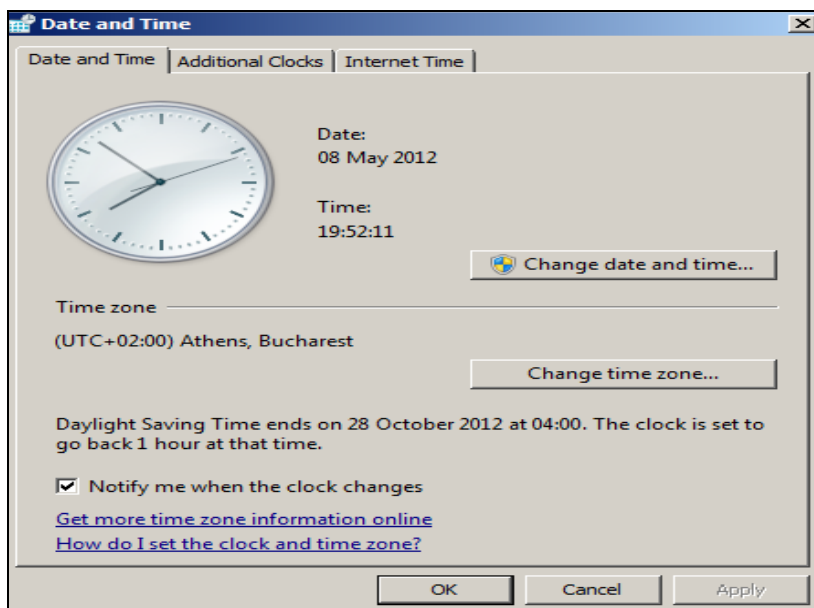 Date and Time
Date and Time
Additional Clocks
Internet Time
Date:
08 May 2012
Time:
19:52:11
Change date and time...
Time zone
(UTC+02:00) Athens, Bucharest
Change time zone...
Daylight Saving Time ends on 28 October 2012 at 04:00. The clock is set to
go back 1 hour at that time.
Notify me when the clock changes
Get more time zone information online
How do I set the clock and time zone?
OK
Cancel
Apply